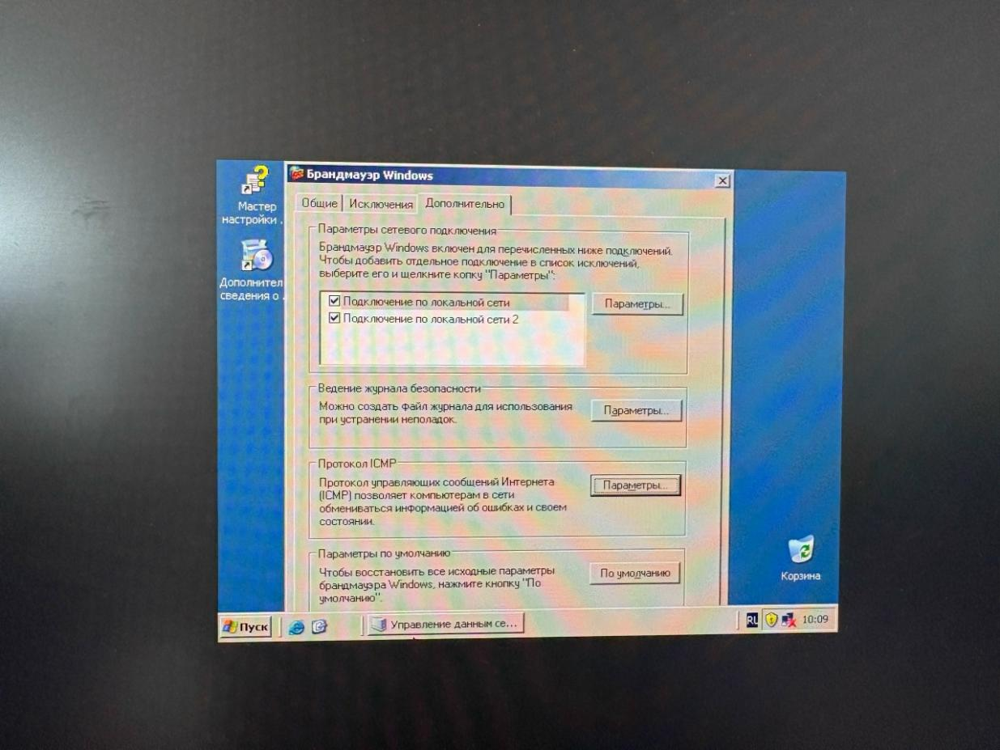 Мастер
настройки .
Дополнител
сведения о .
Брандмауэр Windows
Общие
Исключения
Дополнительно
Параметры сетевого подключения
Брандмауэр Windows включен для перечисленных ниже подключений.
Чтобы добавить отдельное подключение в список исключений,
выберите его и щелкните копку "Параметры":
Подключение по локальной сети
Подключение по локальной сети 2
Параметры...
Ведение журнала безопасности
Можно создать файл журнала для использования
при устранении неполадок.
Параметры...
Протокол ICMP
Протокол управляющих сообщений Интернета
(ICMP) позволяет компьютерам в сети
обмениваться информацией об ошибках и своем
состоянии.
Параметры...
Параметры по умолчанию
Чтобы восстановить все исходные параметры
брандмауэра Windows, нажмите кнопку "По
умолчанию".
По умолчанию
Корзина
Пуск
Управление данным се...
RU
10:09